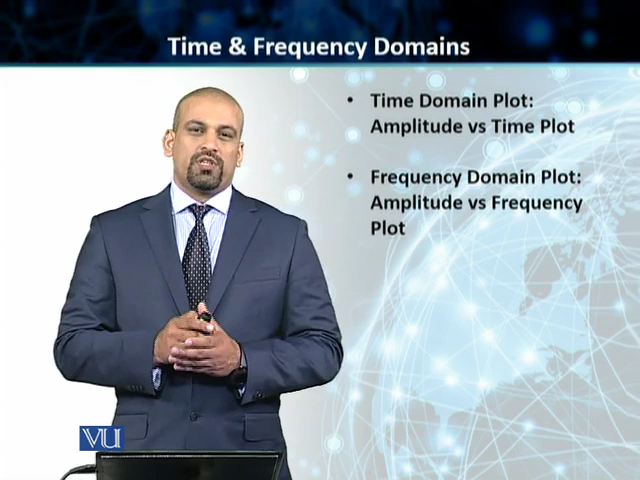 Time & Frequency Domains
• Time Domain Plot:
Amplitude vs Time Plot
• Frequency Domain Plot:
Amplitude vs Frequency
Plot
VU